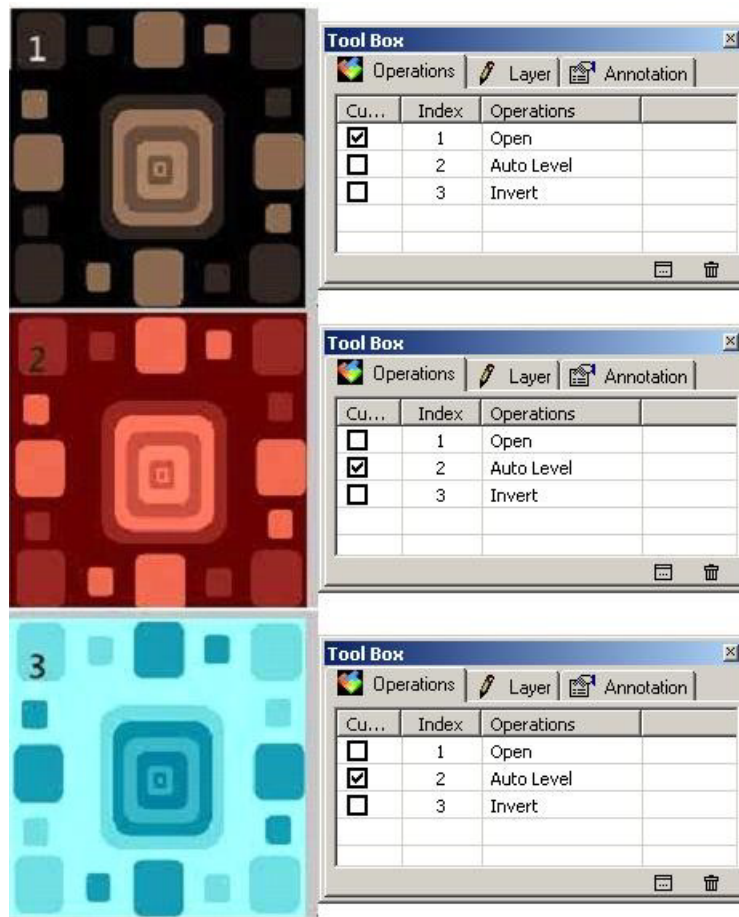 1
Tool Box
Operations Layer Annotation
Cu... Index Operations
1 Open
2 Auto Level
3 Invert
2
Tool Box
Operations Layer Annotation
Cu... Index Operations
1 Open
2 Auto Level
3 Invert
3
Tool Box
Operations Layer Annotation
Cu... Index Operations
1 Open
2 Auto Level
3 Invert